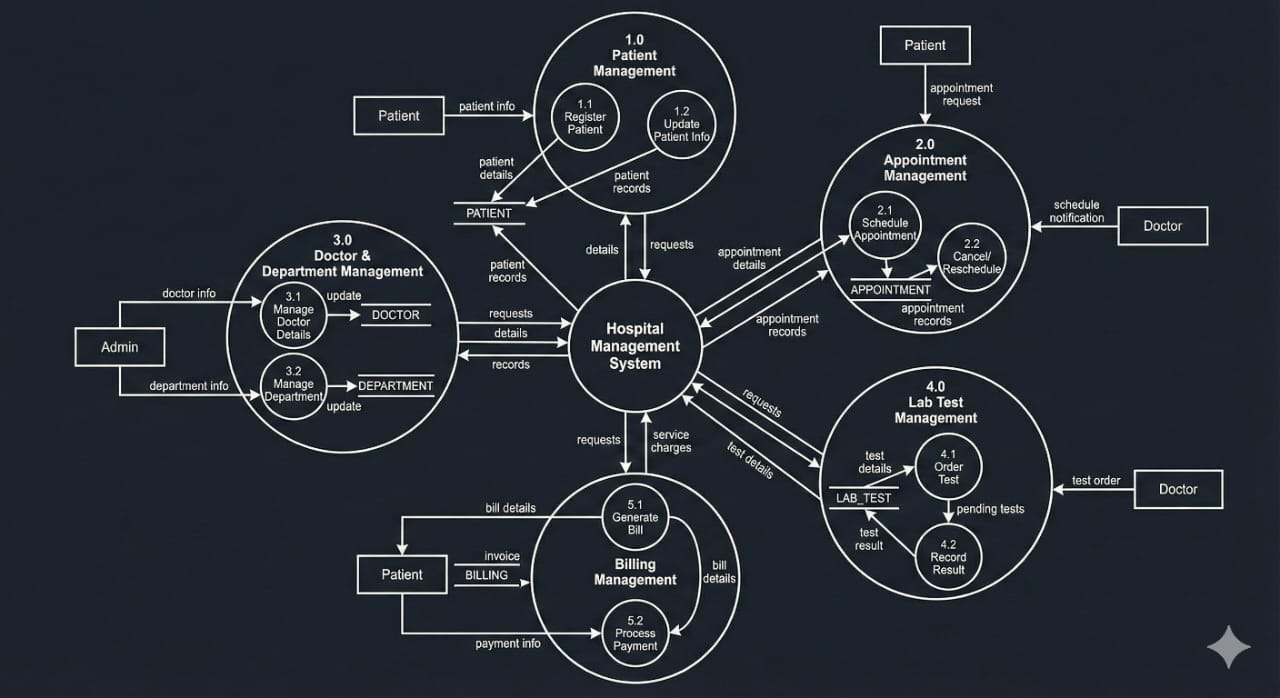 1.0
Patient
Management
1.1
Register
Patient
1.2
Update
Patient Info
Patient
patient info
patient
details
patient
records
PATIENT
patient
records
details
requests
Patient
appointment
request
2.0
Appointment
Management
2.1
Schedule
Appointment
2.2
Cancel/
Reschedule
APPOINTMENT
appointment
records
schedule
notification
Doctor
appointment
details
appointment
records
3.0
Doctor &
Department Management
3.1
Manage
Doctor
Details
update
DOCTOR
3.2
Manage
Department
DEPARTMENT
update
doctor info
Admin
department info
requests
details
records
Hospital
Management
System
requests
test details
4.0
Lab Test
Management
4.1
Order
Test
test
details
LAB_TEST
pending tests
test
result
4.2
Record
Result
test order
Doctor
requests
service
charges
5.1
Generate
Bill
bill details
Patient
invoice
BILLING
Billing
Management
bill
details
5.2
Process
Payment
payment info